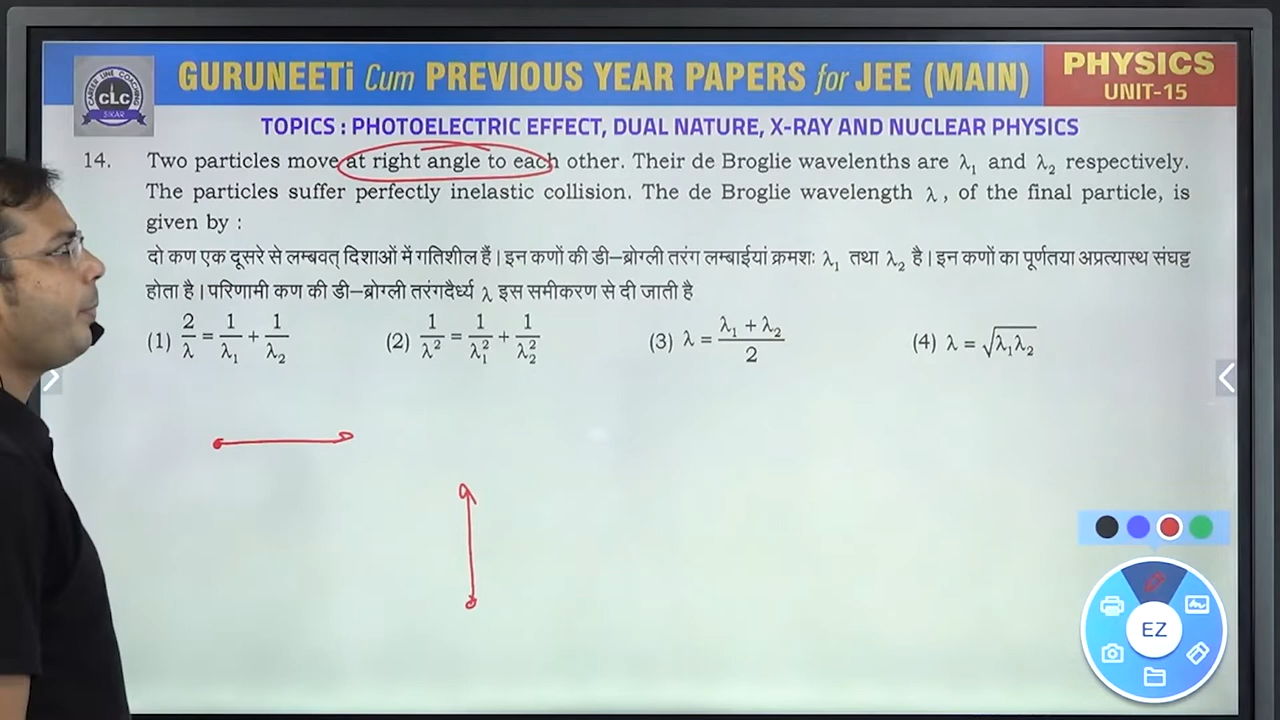 GURUNEETi Cum PREVIOUS YEAR PAPERS for JEE (MAIN)
PHYSICS
UNIT-15
CAREER LINE COACHING
CLC
SIKAR
TOPICS : PHOTOELECTRIC EFFECT, DUAL NATURE, X-RAY AND NUCLEAR PHYSICS
14. Two particles move at right angle to each other. Their de Broglie wavelenths are λ₁ and λ₂ respectively.
The particles suffer perfectly inelastic collision. The de Broglie wavelength λ, of the final particle, is
given by :
दो कण एक दूसरे से लम्बवत् दिशाओं में गतिशील हैं। इन कणों की डी–ब्रोग्ली तरंग लम्बाईयां क्रमशः λ₁ तथा λ₂ है। इन कणों का पूर्णतया अप्रत्यास्थ संघट्ट
होता है। परिणामी कण की डी–ब्रोग्ली तरंगदैर्ध्य λ इस समीकरण से दी जाती है
(1) 2/λ = 1/λ₁ + 1/λ₂ (2) 1/λ² = 1/λ₁² + 1/λ₂² (3) λ = (λ₁ + λ₂)/2 (4) λ = √λ₁λ₂
EZ